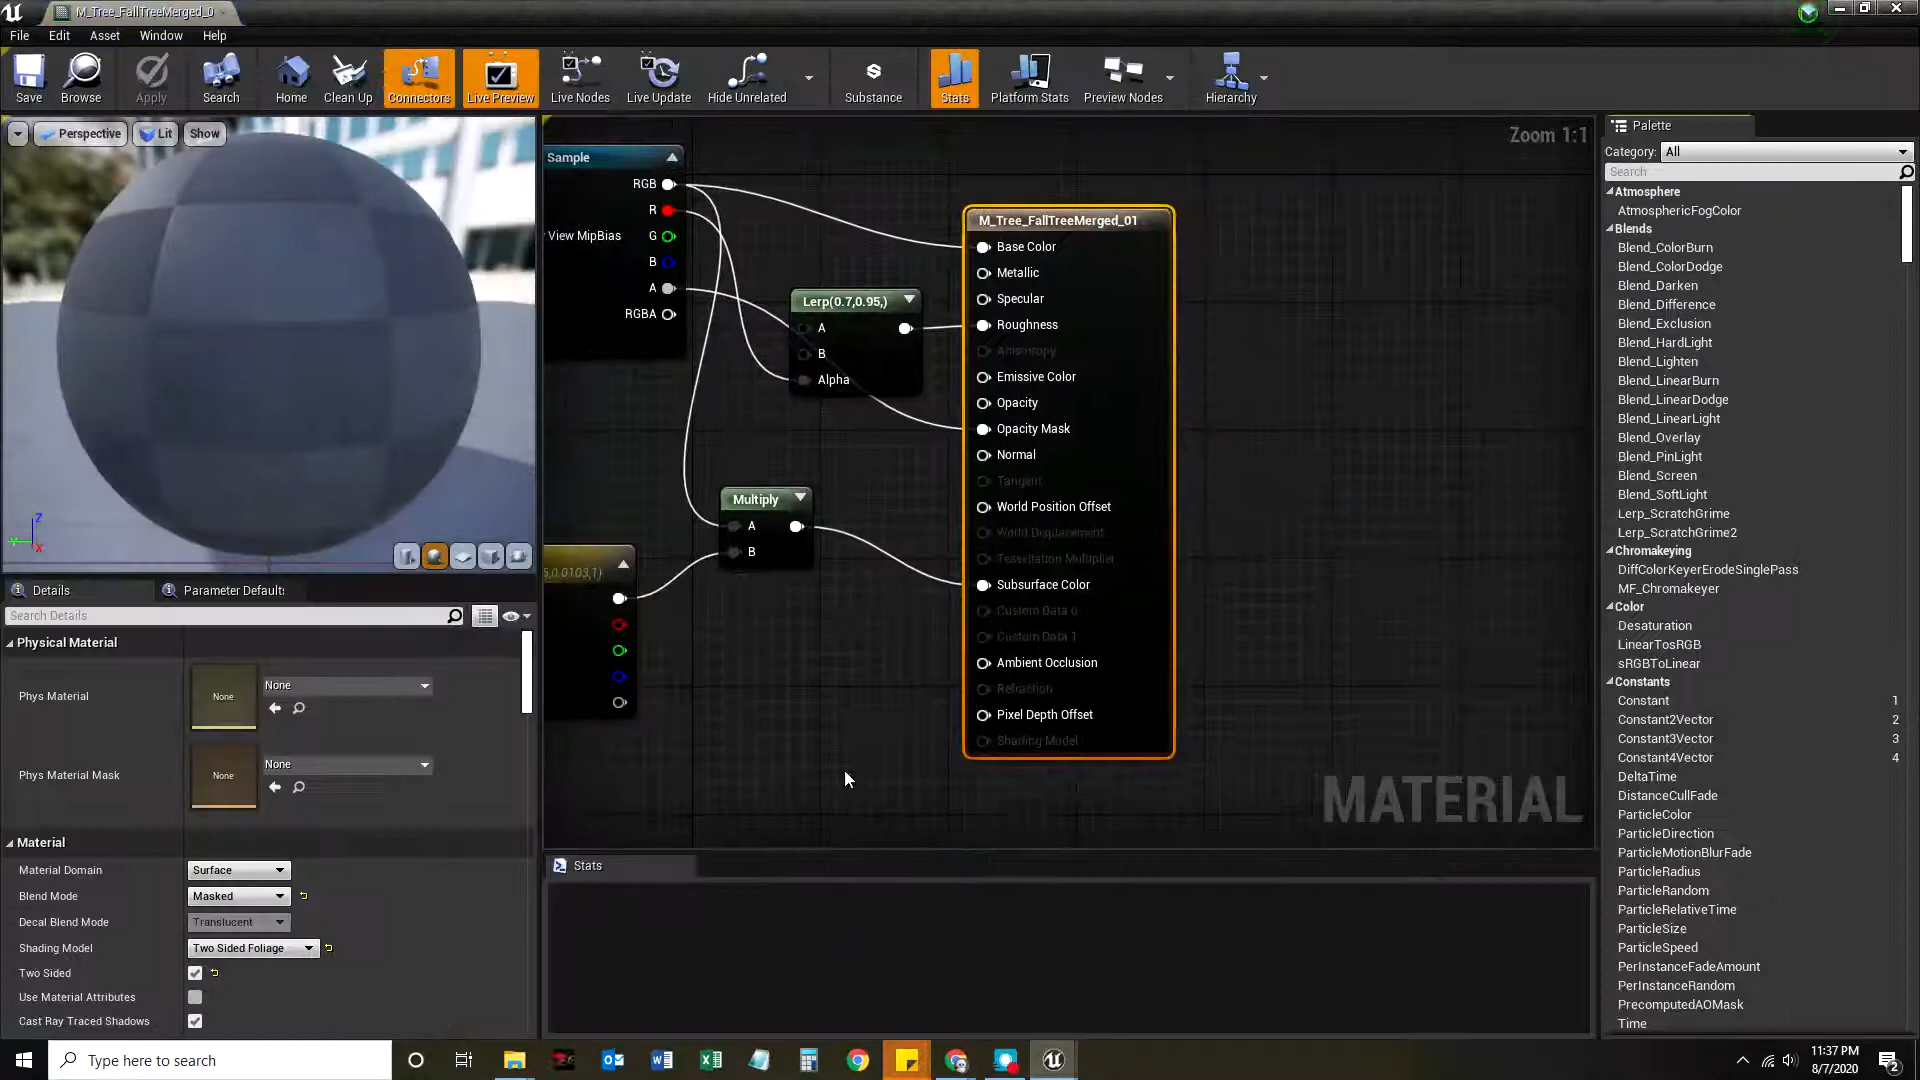 M_Tree_FallTreeMerged_0
File Edit Asset Window Help
Save Browse Apply Search Home Clean Up Connectors Live Preview Live Nodes Live Update Hide Unrelated Substance Stats Platform Stats Preview Nodes Hierarchy
Perspective Lit Show
Z
Y
X
Details Parameter Defaults
Search Details
Physical Material
Phys Material None None
Phys Material Mask None None
Material
Material Domain Surface
Blend Mode Masked
Decal Blend Mode Translucent
Shading Model Two Sided Foliage
Two Sided
Use Material Attributes
Cast Ray Traced Shadows
Zoom 1:1
Sample
RGB
R
View MipBias G
B
A
RGBA
Lerp(0.7,0.95,)
A
B
Alpha
Multiply
A
B
5,0.0103,1)
M_Tree_FallTreeMerged_01
Base Color
Metallic
Specular
Roughness
Anisotropy
Emissive Color
Opacity
Opacity Mask
Normal
Tangent
World Position Offset
World Displacement
Tessellation Multiplier
Subsurface Color
Custom Data 0
Custom Data 1
Ambient Occlusion
Refraction
Pixel Depth Offset
Shading Model
MATERIAL
Stats
Palette
Category: All
Search
Atmosphere
AtmosphericFogColor
Blends
Blend_ColorBurn
Blend_ColorDodge
Blend_Darken
Blend_Difference
Blend_Exclusion
Blend_HardLight
Blend_Lighten
Blend_LinearBurn
Blend_LinearDodge
Blend_LinearLight
Blend_Overlay
Blend_PinLight
Blend_Screen
Blend_SoftLight
Lerp_ScratchGrime
Lerp_ScratchGrime2
Chromakeying
DiffColorKeyerErodeSinglePass
MF_Chromakeyer
Color
Desaturation
LinearTosRGB
sRGBToLinear
Constants
Constant 1
Constant2Vector 2
Constant3Vector 3
Constant4Vector 4
DeltaTime
DistanceCullFade
ParticleColor
ParticleDirection
ParticleMotionBlurFade
ParticleRadius
ParticleRandom
ParticleRelativeTime
ParticleSize
ParticleSpeed
PerInstanceFadeAmount
PerInstanceRandom
PrecomputedAOMask
Time
Type here to search
11:37 PM
8/7/2020
2